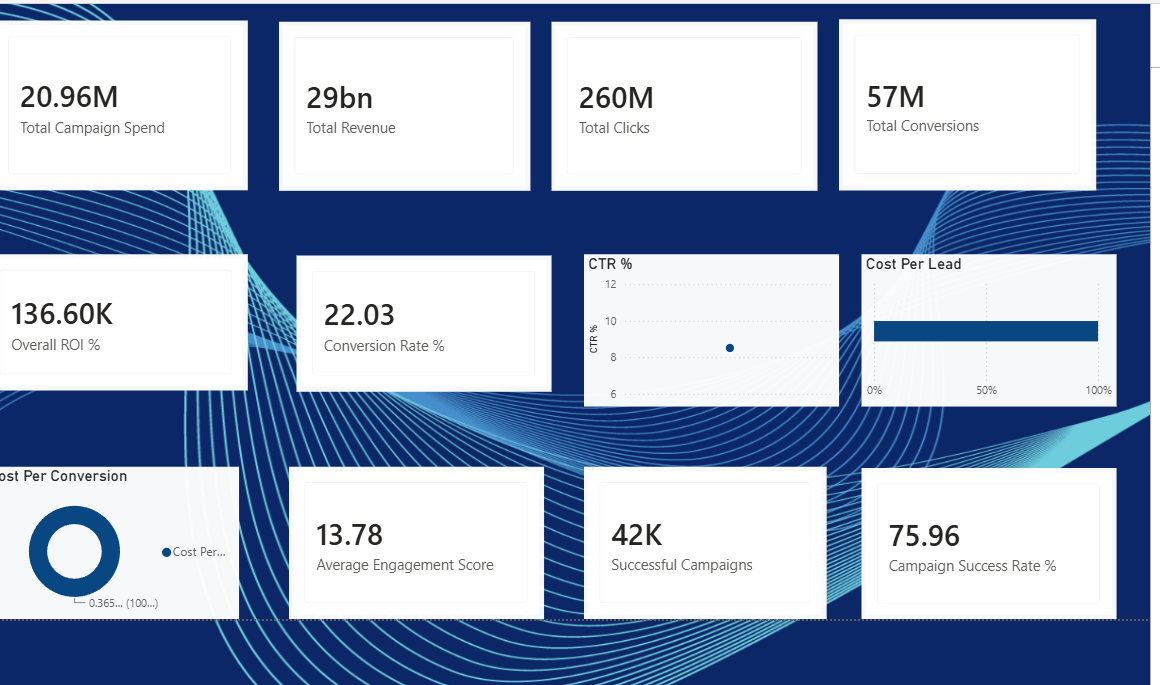 20.96M
Total Campaign Spend
29bn
Total Revenue
260M
Total Clicks
57M
Total Conversions
136.60K
Overall ROI %
22.03
Conversion Rate %
CTR %
12
10
8
6
CTR %
Cost Per Lead
0%
50%
100%
ost Per Conversion
Cost Per...
0.365... (100...)
13.78
Average Engagement Score
42K
Successful Campaigns
75.96
Campaign Success Rate %